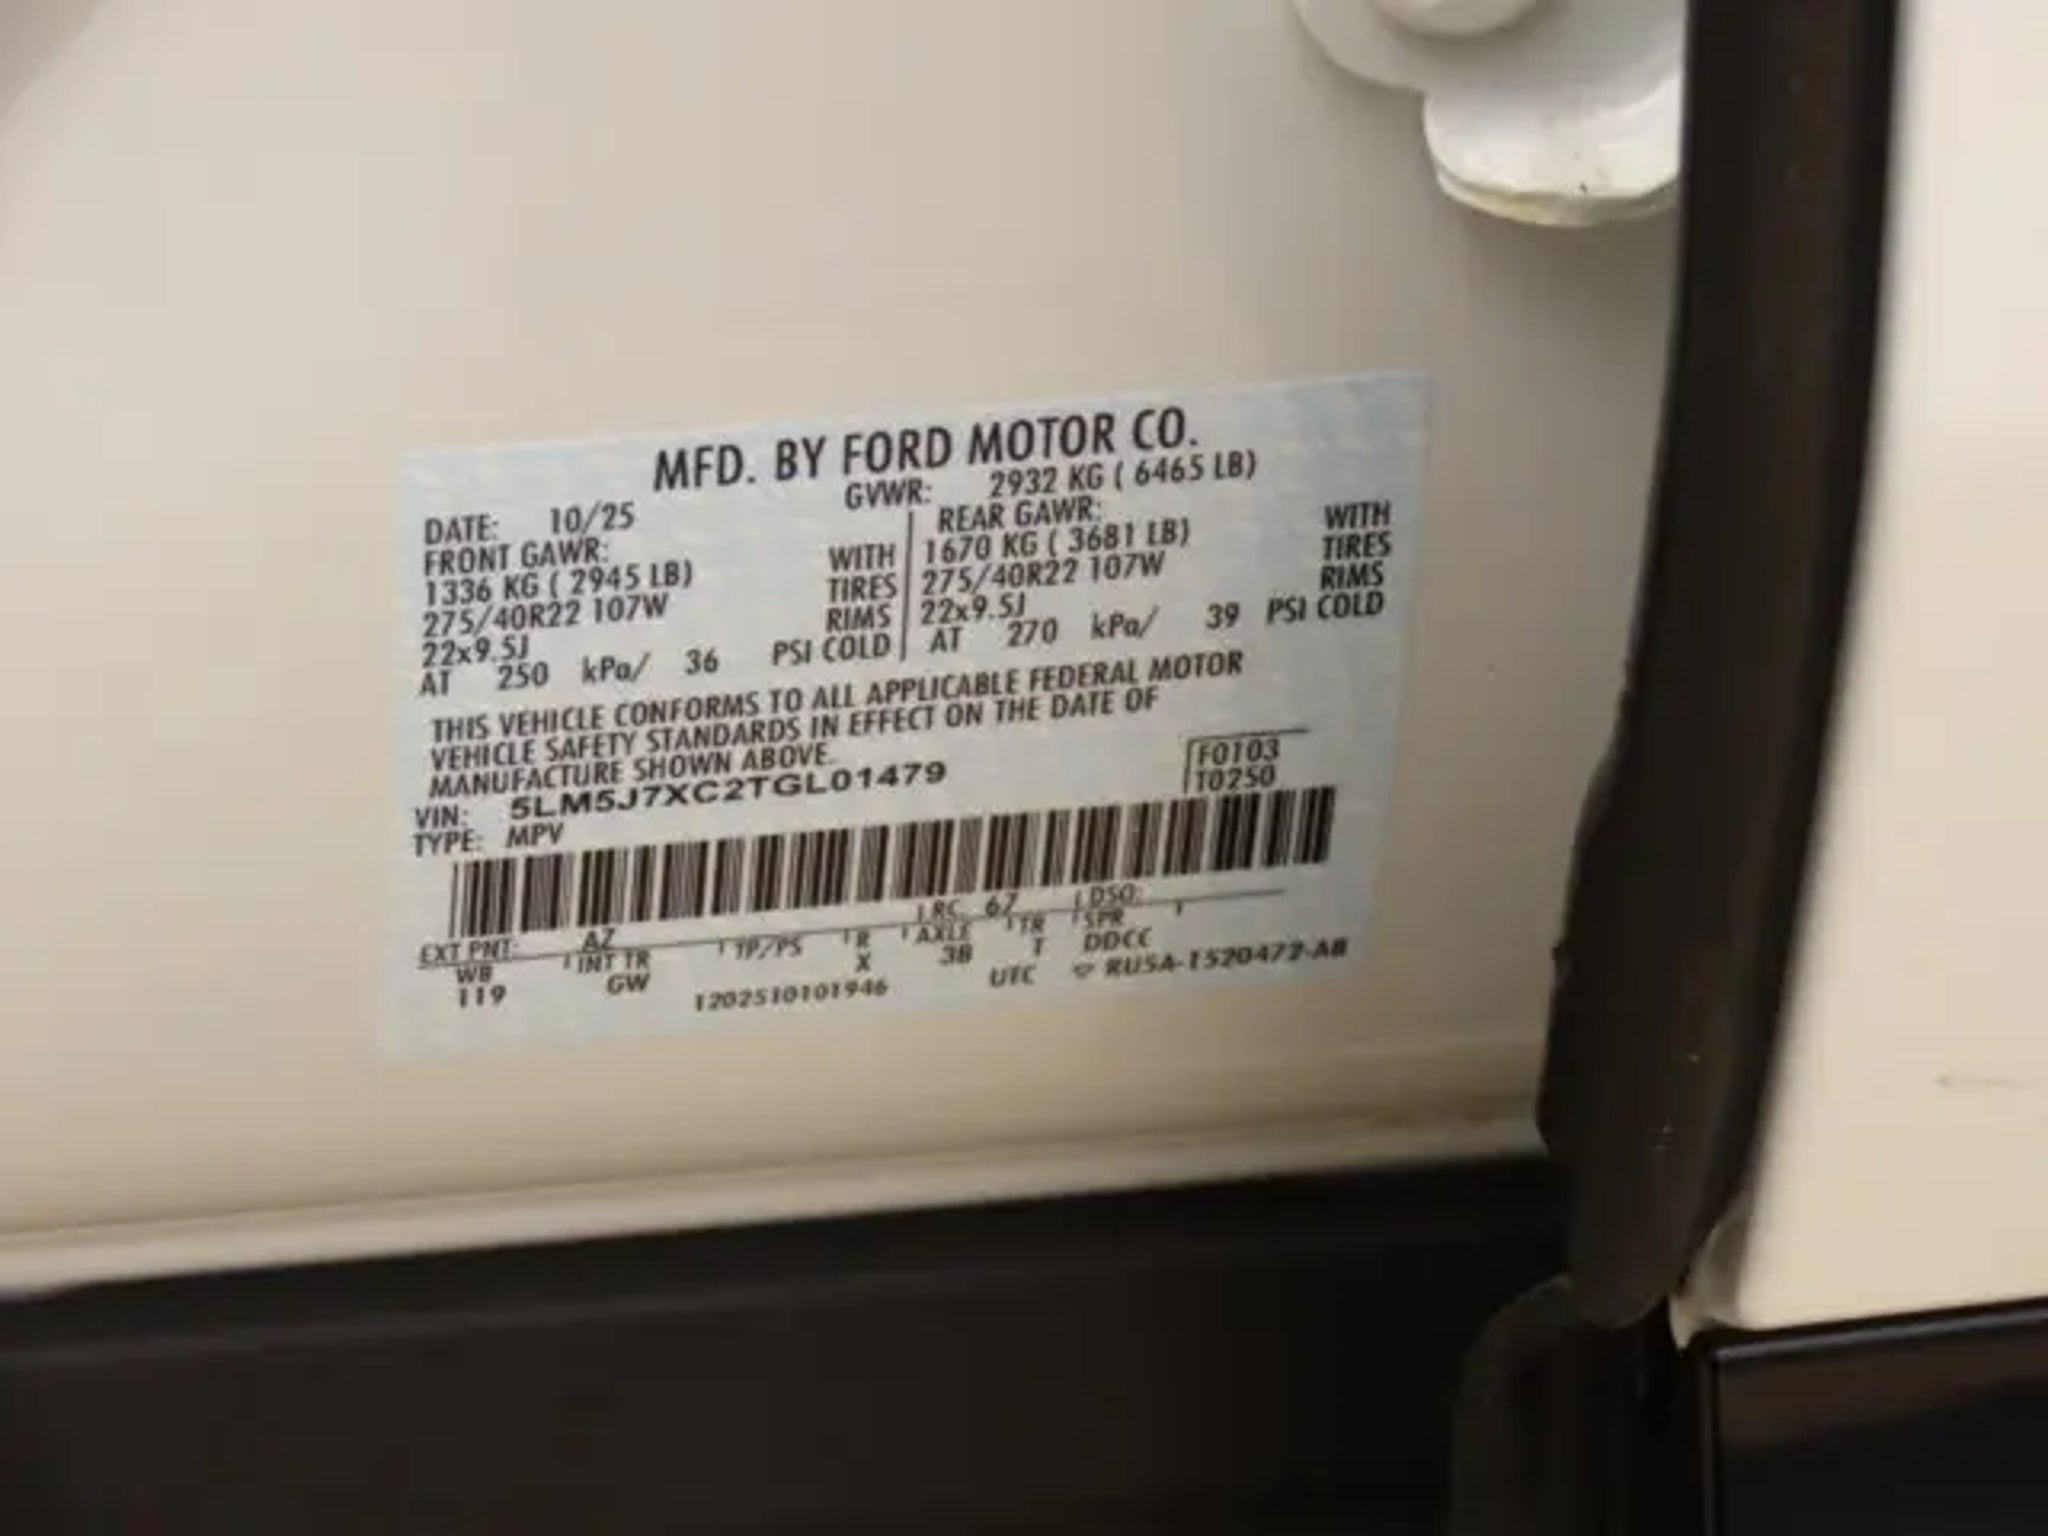 MFD. BY FORD MOTOR CO.
DATE: 10/25 GVWR: 2932 KG ( 6465 LB)
FRONT GAWR: WITH
1336 KG ( 2945 LB) TIRES
275/40R22 107W RIMS
22x9.5J
AT 250 kPa/ 36 PSI COLD
REAR GAWR: WITH
1670 KG ( 3681 LB) TIRES
275/40R22 107W RIMS
22x9.5J
AT 270 kPa/ 39 PSI COLD
THIS VEHICLE CONFORMS TO ALL APPLICABLE FEDERAL MOTOR
VEHICLE SAFETY STANDARDS IN EFFECT ON THE DATE OF
MANUFACTURE SHOWN ABOVE.
VIN: 5LM5J7XC2TGL01479
F0103
T0250
TYPE: MPV
EXT PNT: AZ RC 67 DSO:
WB INT TR TP/PS R AXLE TR SPR
119 GW X 3B T DDCC
1202510101946 UTC RU5A-1520472-AB